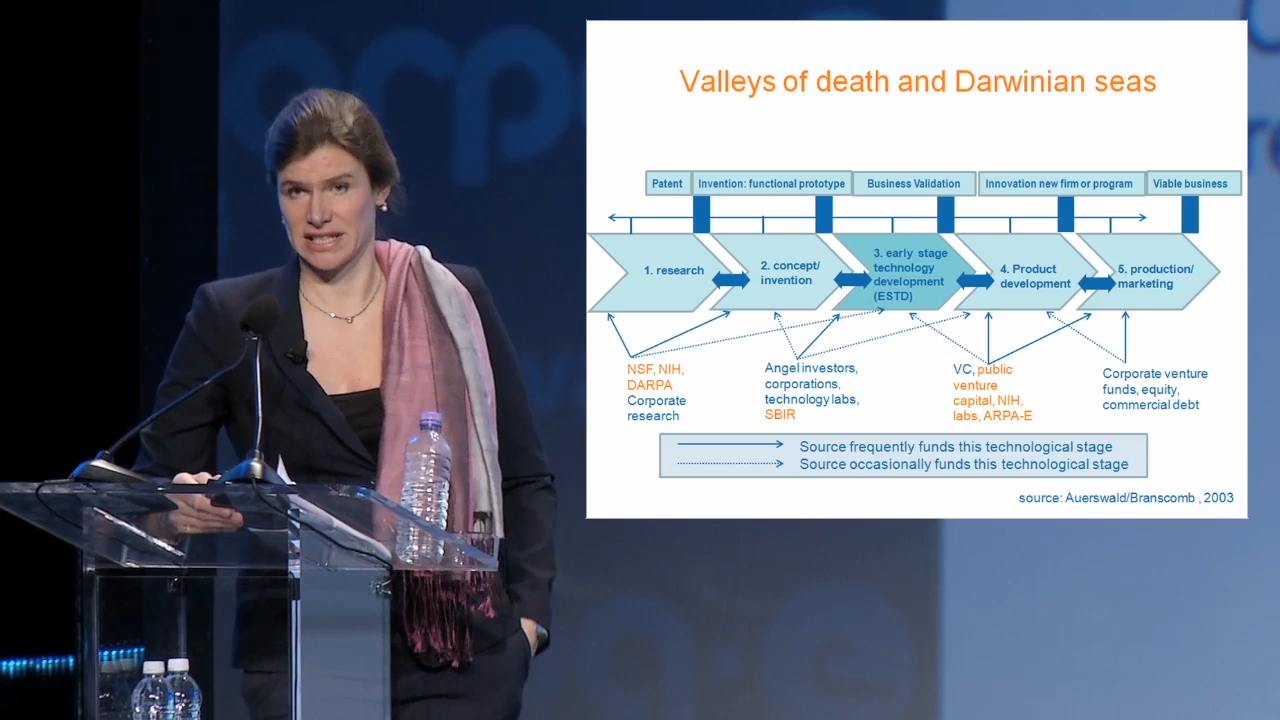 Valleys of death and Darwinian seas
Patent
Invention: functional prototype
Business Validation
Innovation new firm or program
Viable business
1. research
2. concept/
invention
3. early stage
technology
development
(ESTD)
4. Product
development
5. production/
marketing
NSF, NIH,
DARPA
Corporate
research
Angel investors,
corporations,
technology labs,
SBIR
VC, public
venture
capital, NIH,
labs, ARPA-E
Corporate venture
funds, equity,
commercial debt
Source frequently funds this technological stage
Source occasionally funds this technological stage
source: Auerswald/Branscomb , 2003